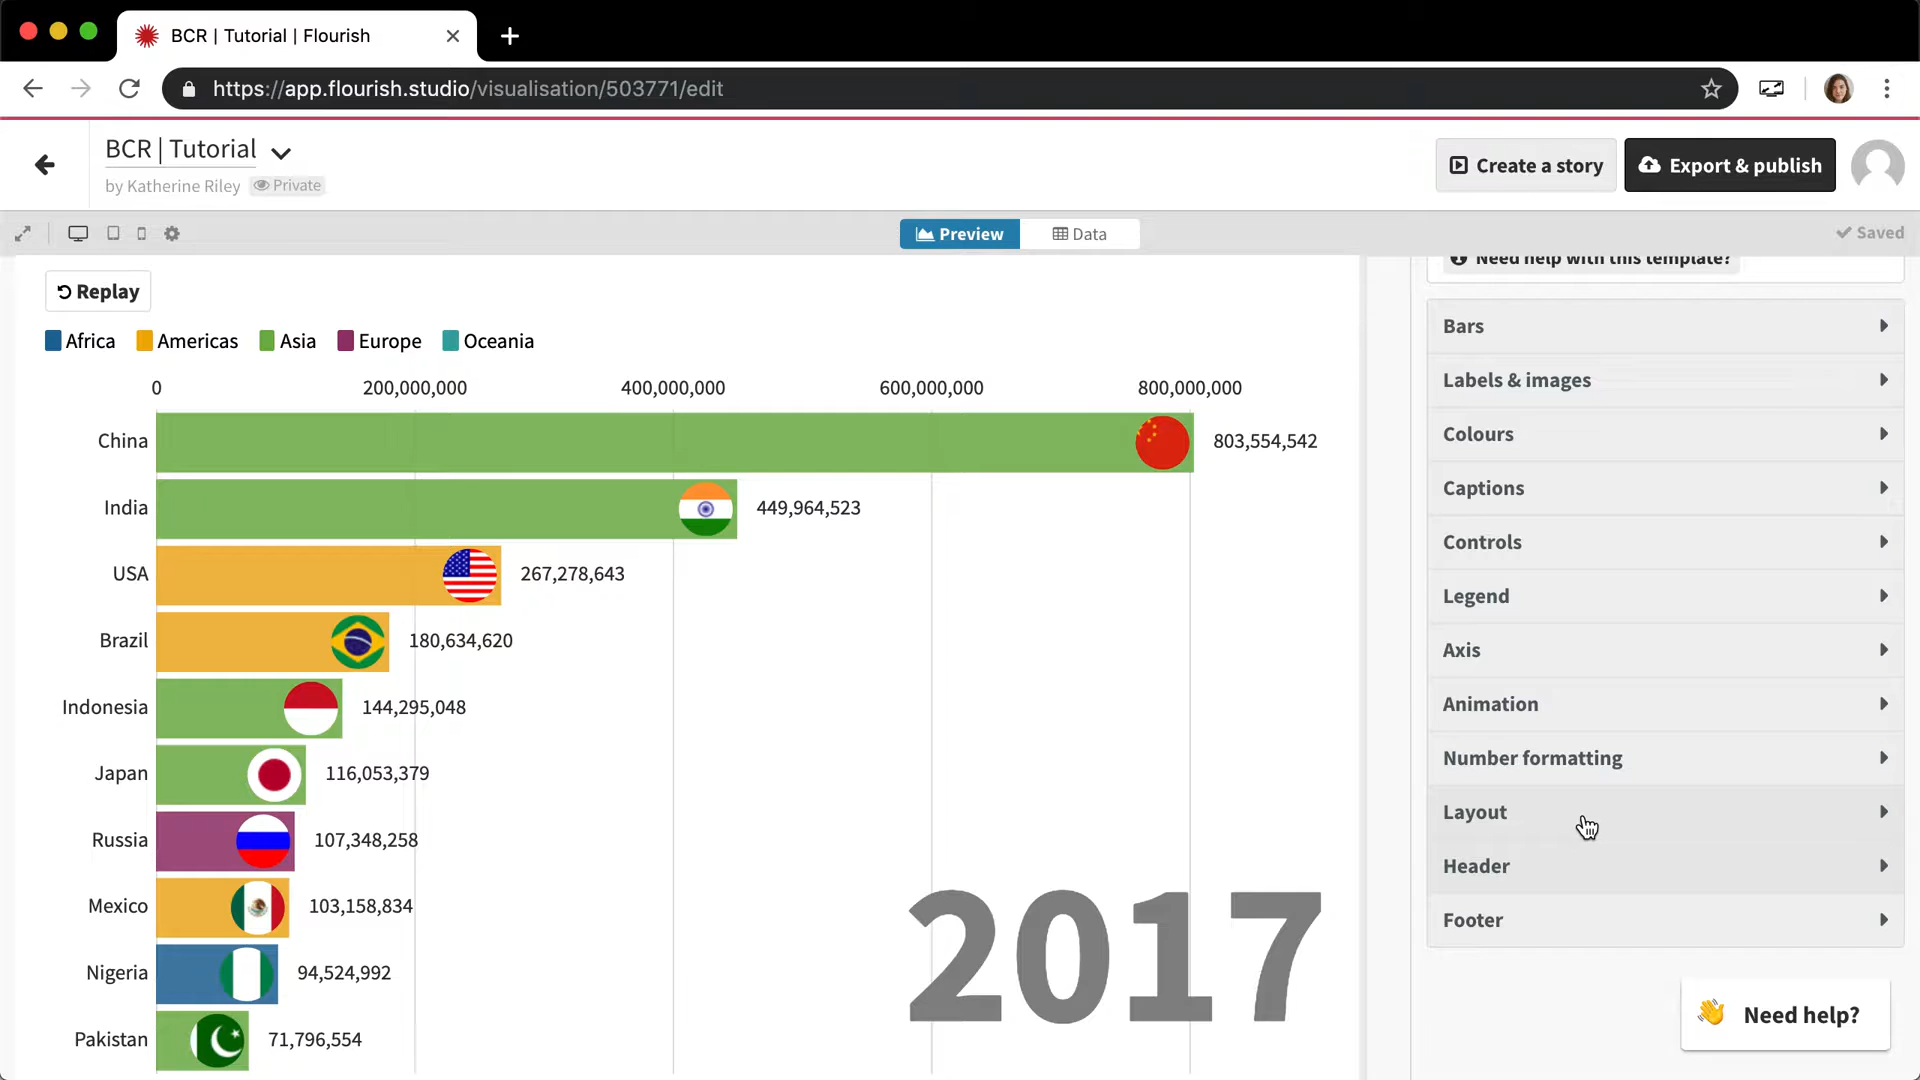 BCR | Tutorial | Flourish
https://app.flourish.studio/visualisation/503771/edit
BCR | Tutorial
by Katherine Riley Private
Create a story
Export & publish
Preview
Data
Saved
Replay
Need help with this template?
Africa Americas Asia Europe Oceania
0 200,000,000 400,000,000 600,000,000 800,000,000
China 803,554,542
India 449,964,523
USA 267,278,643
Brazil 180,634,620
Indonesia 144,295,048
Japan 116,053,379
Russia 107,348,258
Mexico 103,158,834
Nigeria 94,524,992
Pakistan 71,796,554
2017
Bars
Labels & images
Colours
Captions
Controls
Legend
Axis
Animation
Number formatting
Layout
Header
Footer
Need help?